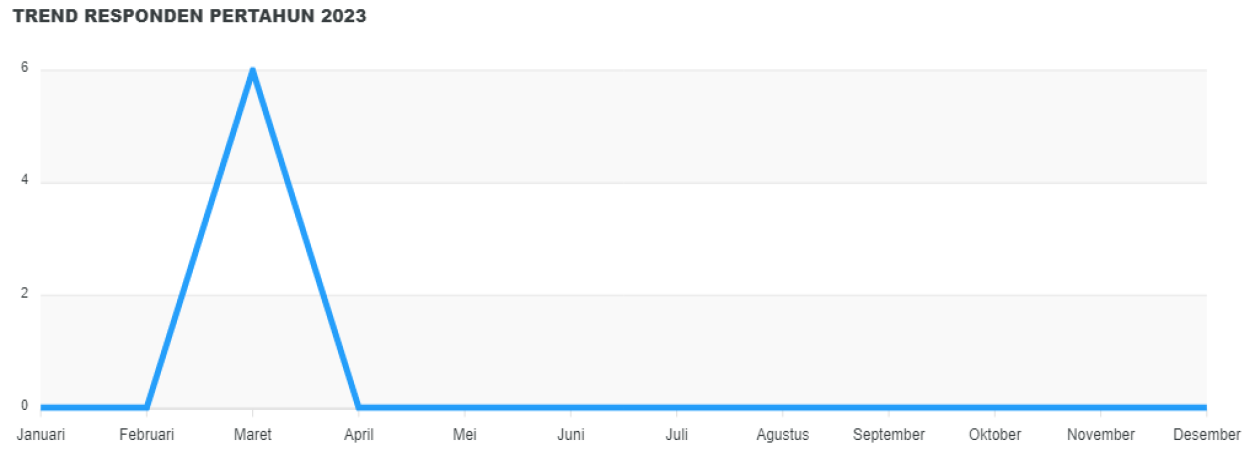 TREND RESPONDEN PERTAHUN 2023
6
4
2
0
Januari Februari Maret April Mei Juni Juli Agustus September Oktober November Desember